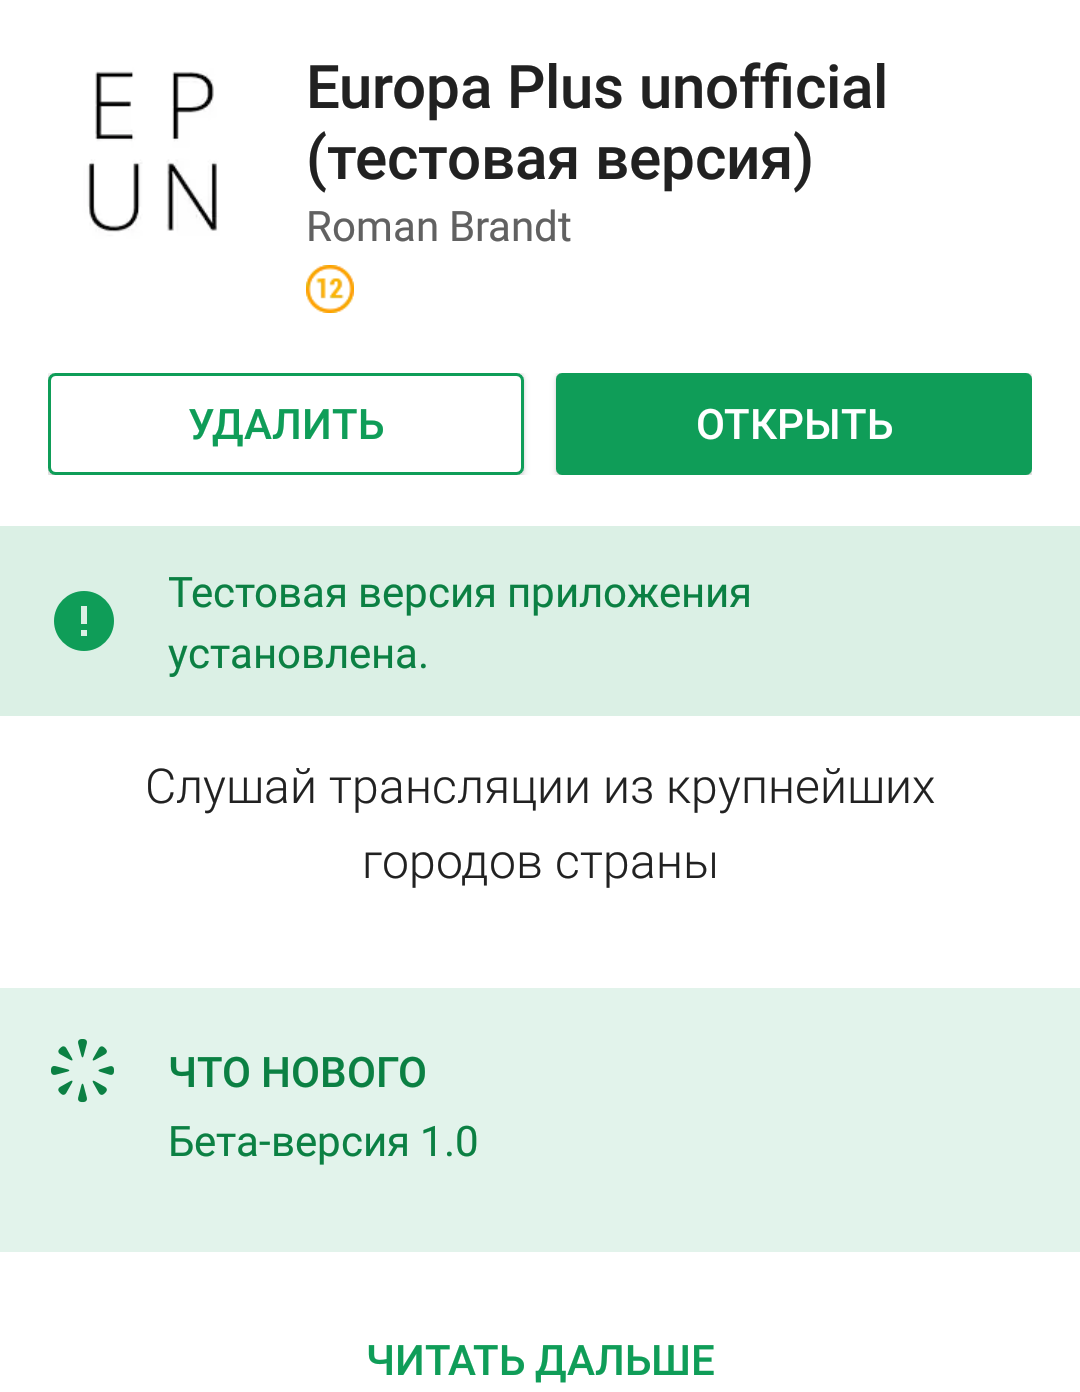 E P
U N
Europa Plus unofficial
(тестовая версия)
Roman Brandt
12
УДАЛИТЬ
ОТКРЫТЬ
Тестовая версия приложения
установлена.
Слушай трансляции из крупнейших
городов страны
ЧТО НОВОГО
Бета-версия 1.0
ЧИТАТЬ ДАЛЬШЕ